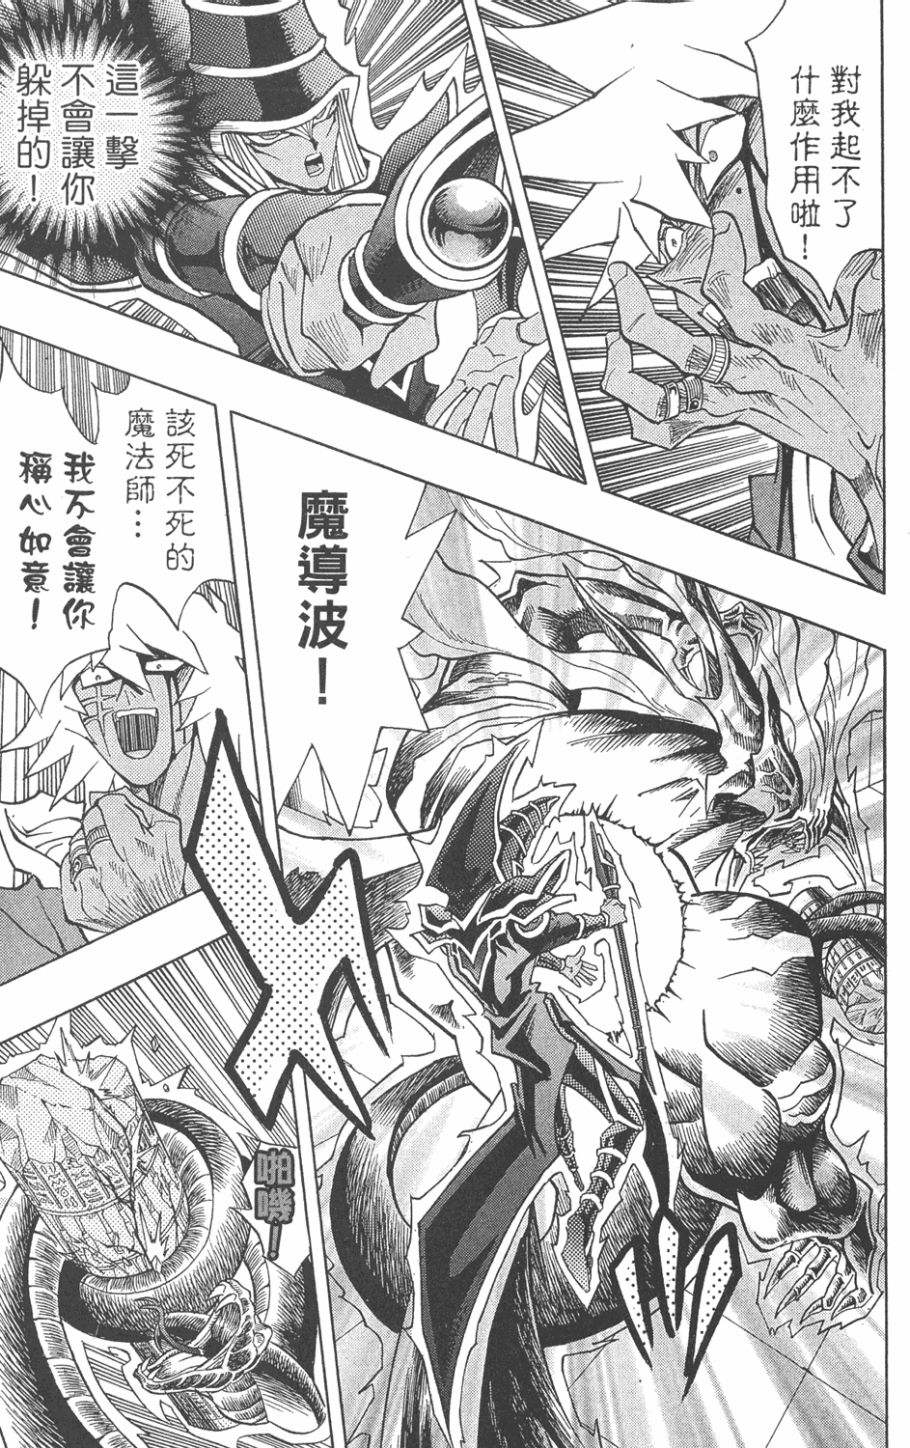 對我起不了
什麼作用啦！
這一擊
不會讓你
躲掉的！
魔導波！
該死不死的
魔法師…
我不會讓你
稱心如意！
啪嘰！